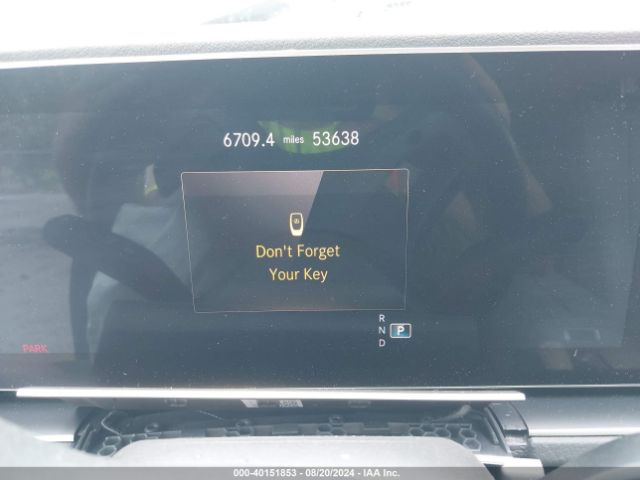 6709.4 miles 53638
Don't Forget
Your Key
R
N P
D
PARK
000-40151853 - 08/20/2024 - IAA Inc.